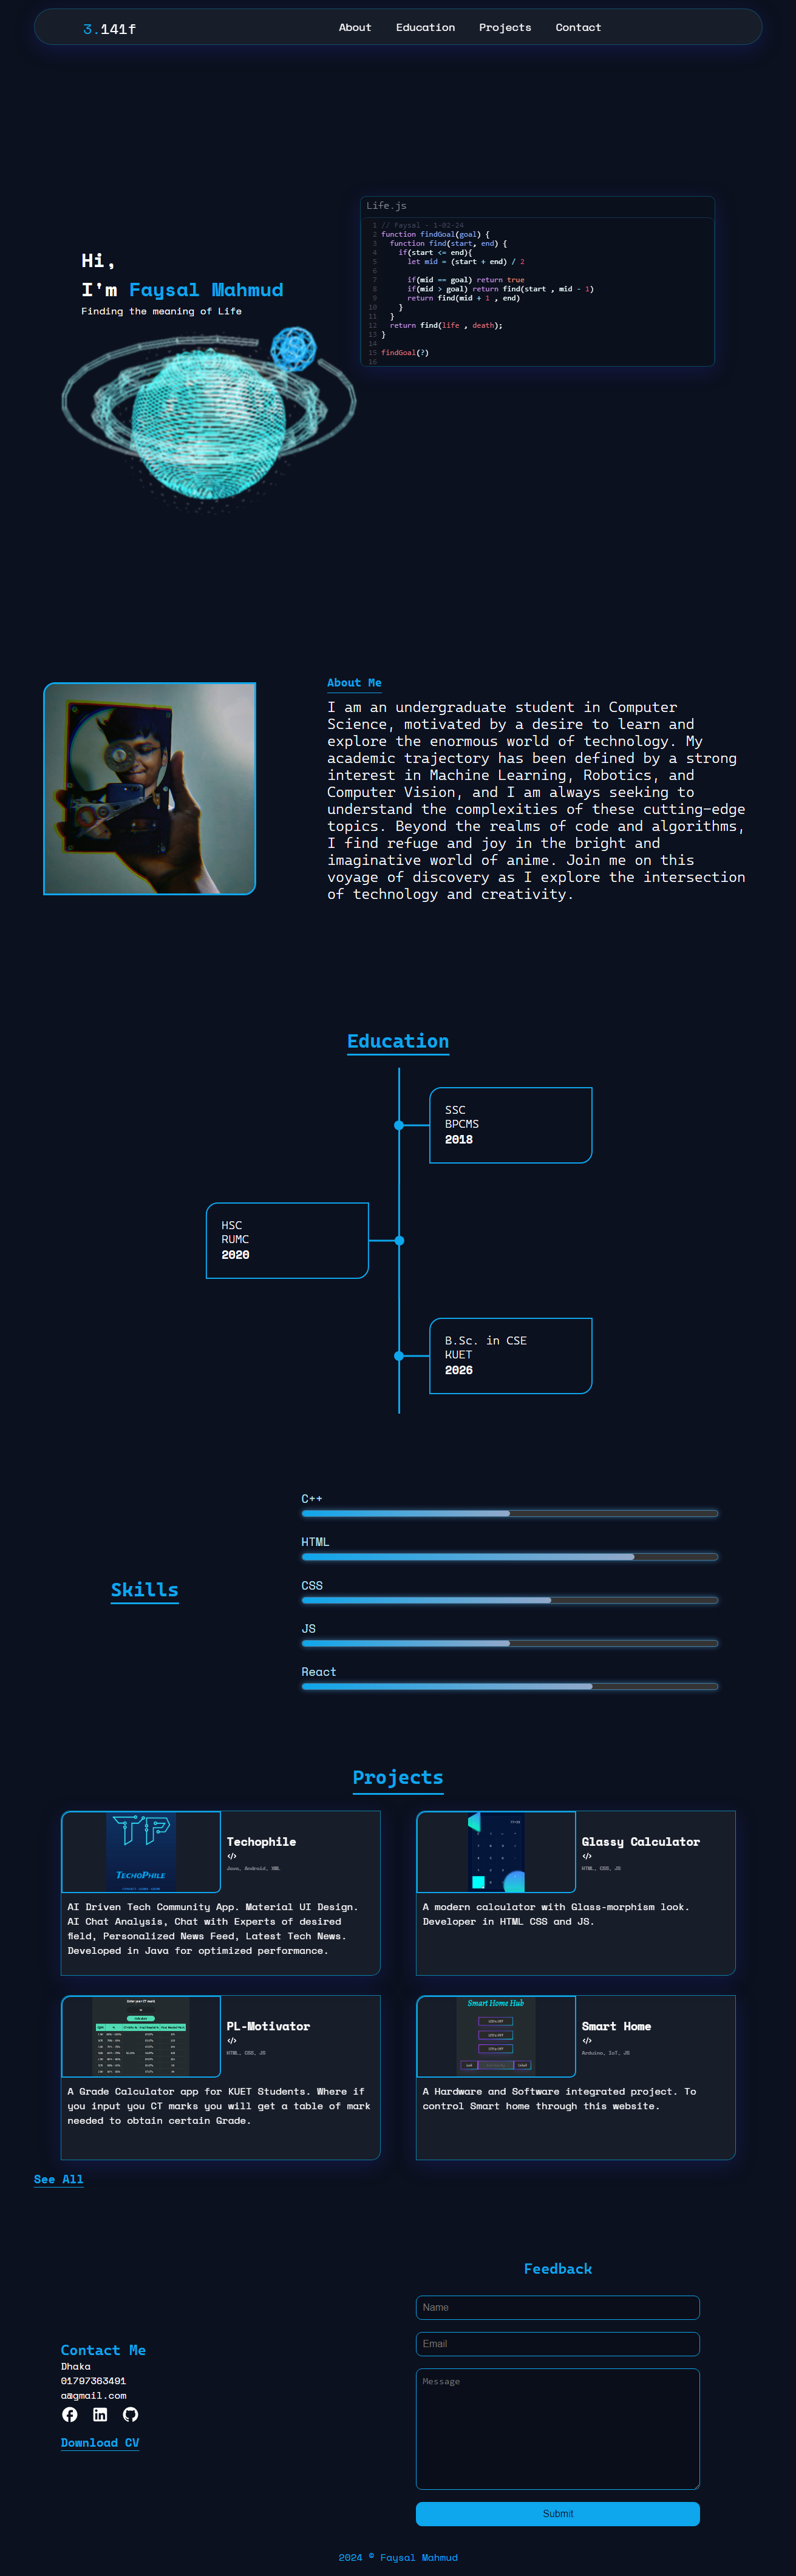 3.141f
About Education Projects Contact
Hi,
I'm Faysal Mahmud
Finding the meaning of Life
Life.js
1 // Faysal - 1-02-24
2 function findGoal(goal) {
3 function find(start, end) {
4 if(start <= end){
5 let mid = (start + end) / 2
6
7 if(mid == goal) return true
8 if(mid > goal) return find(start , mid - 1)
9 return find(mid + 1 , end)
10 }
11 }
12 return find(life , death);
13 }
14
15 findGoal(?)
16
About Me
I am an undergraduate student in Computer
Science, motivated by a desire to learn and
explore the enormous world of technology. My
academic trajectory has been defined by a strong
interest in Machine Learning, Robotics, and
Computer Vision, and I am always seeking to
understand the complexities of these cutting-edge
topics. Beyond the realms of code and algorithms,
I find refuge and joy in the bright and
imaginative world of anime. Join me on this
voyage of discovery as I explore the intersection
of technology and creativity.
Education
SSC
BPCMS
2018
HSC
RUMC
2020
B.Sc. in CSE
KUET
2026
Skills
C++
HTML
CSS
JS
React
Projects
TECHOPHILE
Techophile
Java, Android, XML
AI Driven Tech Community App. Material UI Design.
AI Chat Analysis, Chat with Experts of desired
field, Personalized News Feed, Latest Tech News.
Developed in Java for optimized performance.
Glassy Calculator
HTML, CSS, JS
A modern calculator with Glass-morphism look.
Developer in HTML CSS and JS.
Enter your CT mark
PL-Motivator
HTML, CSS, JS
A Grade Calculator app for KUET Students. Where if
you input you CT marks you will get a table of mark
needed to obtain certain Grade.
Smart Home Hub
Smart Home
Arduino, IoT, JS
A Hardware and Software integrated project. To
control Smart home through this website.
See All
Feedback
Name
Email
Message
Submit
Contact Me
Dhaka
01797363491
a@gmail.com
Download CV
2024 © Faysal Mahmud